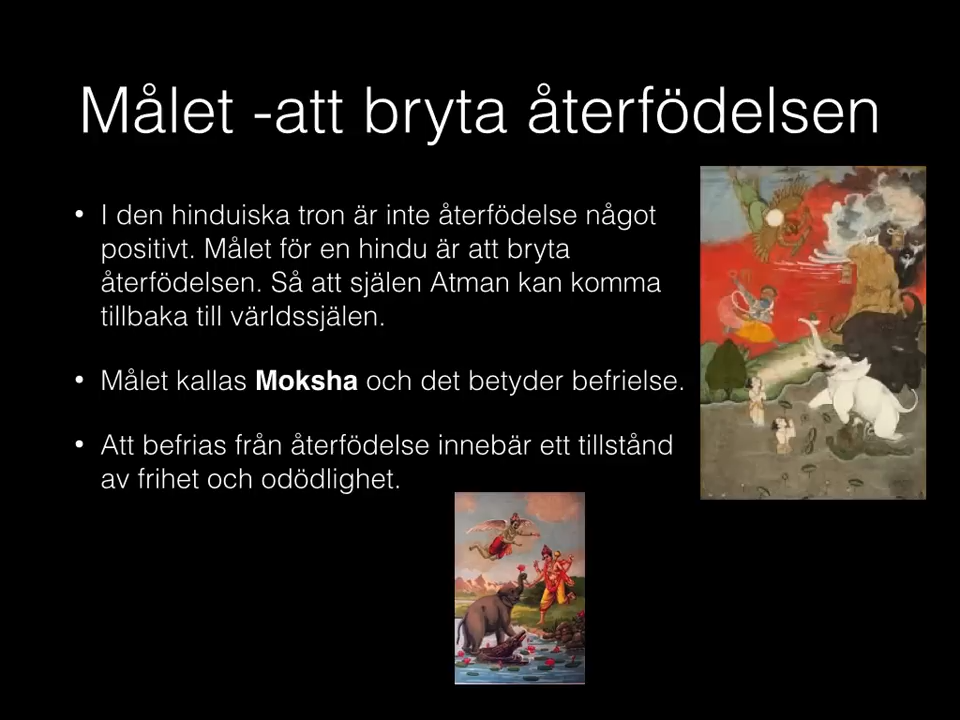 Målet -att bryta återfödelsen
• I den hinduiska tron är inte återfödelse något
positivt. Målet för en hindu är att bryta
återfödelsen. Så att själen Atman kan komma
tillbaka till världssjälen.
• Målet kallas Moksha och det betyder befrielse.
• Att befrias från återfödelse innebär ett tillstånd
av frihet och odödlighet.